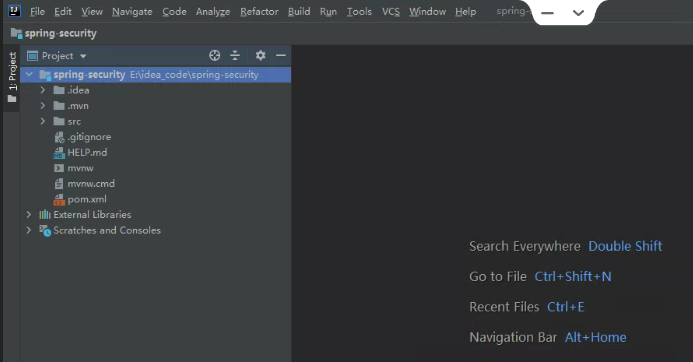 File Edit View Navigate Code Analyze Refactor Build Run Tools VCS Window Help spring-
spring-security
1: Project
Project
spring-security E:\idea_code\spring-security
.idea
.mvn
src
.gitignore
HELP.md
mvnw
mvnw.cmd
pom.xml
External Libraries
Scratches and Consoles
Search Everywhere Double Shift
Go to File Ctrl+Shift+N
Recent Files Ctrl+E
Navigation Bar Alt+Home